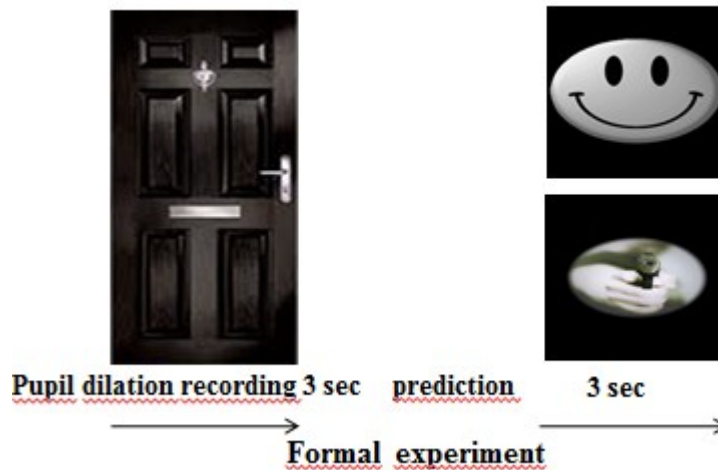 Pupil dilation recording 3 sec prediction 3 sec
Formal experiment